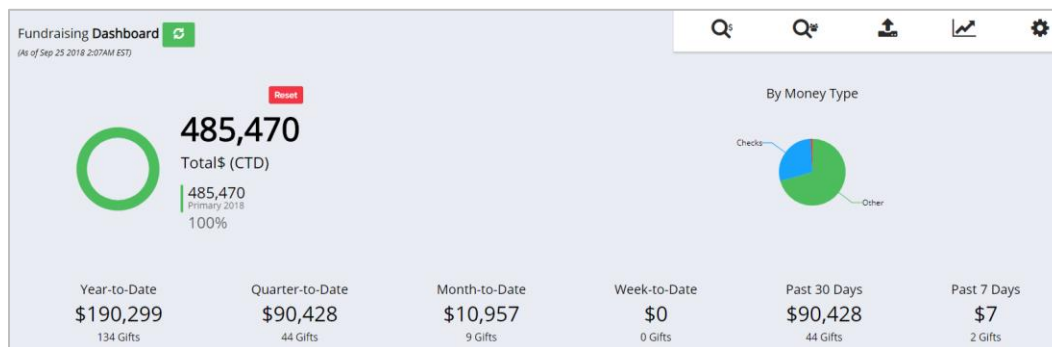 Fundraising Dashboard
(As of Sep 25 2018 2:07AM EST)
Reset
485,470
Total$ (CTD)
485,470
Primary 2018
100%
By Money Type
Checks
Other
Year-to-Date
$190,299
134 Gifts
Quarter-to-Date
$90,428
44 Gifts
Month-to-Date
$10,957
9 Gifts
Week-to-Date
$0
0 Gifts
Past 30 Days
$90,428
44 Gifts
Past 7 Days
$7
2 Gifts